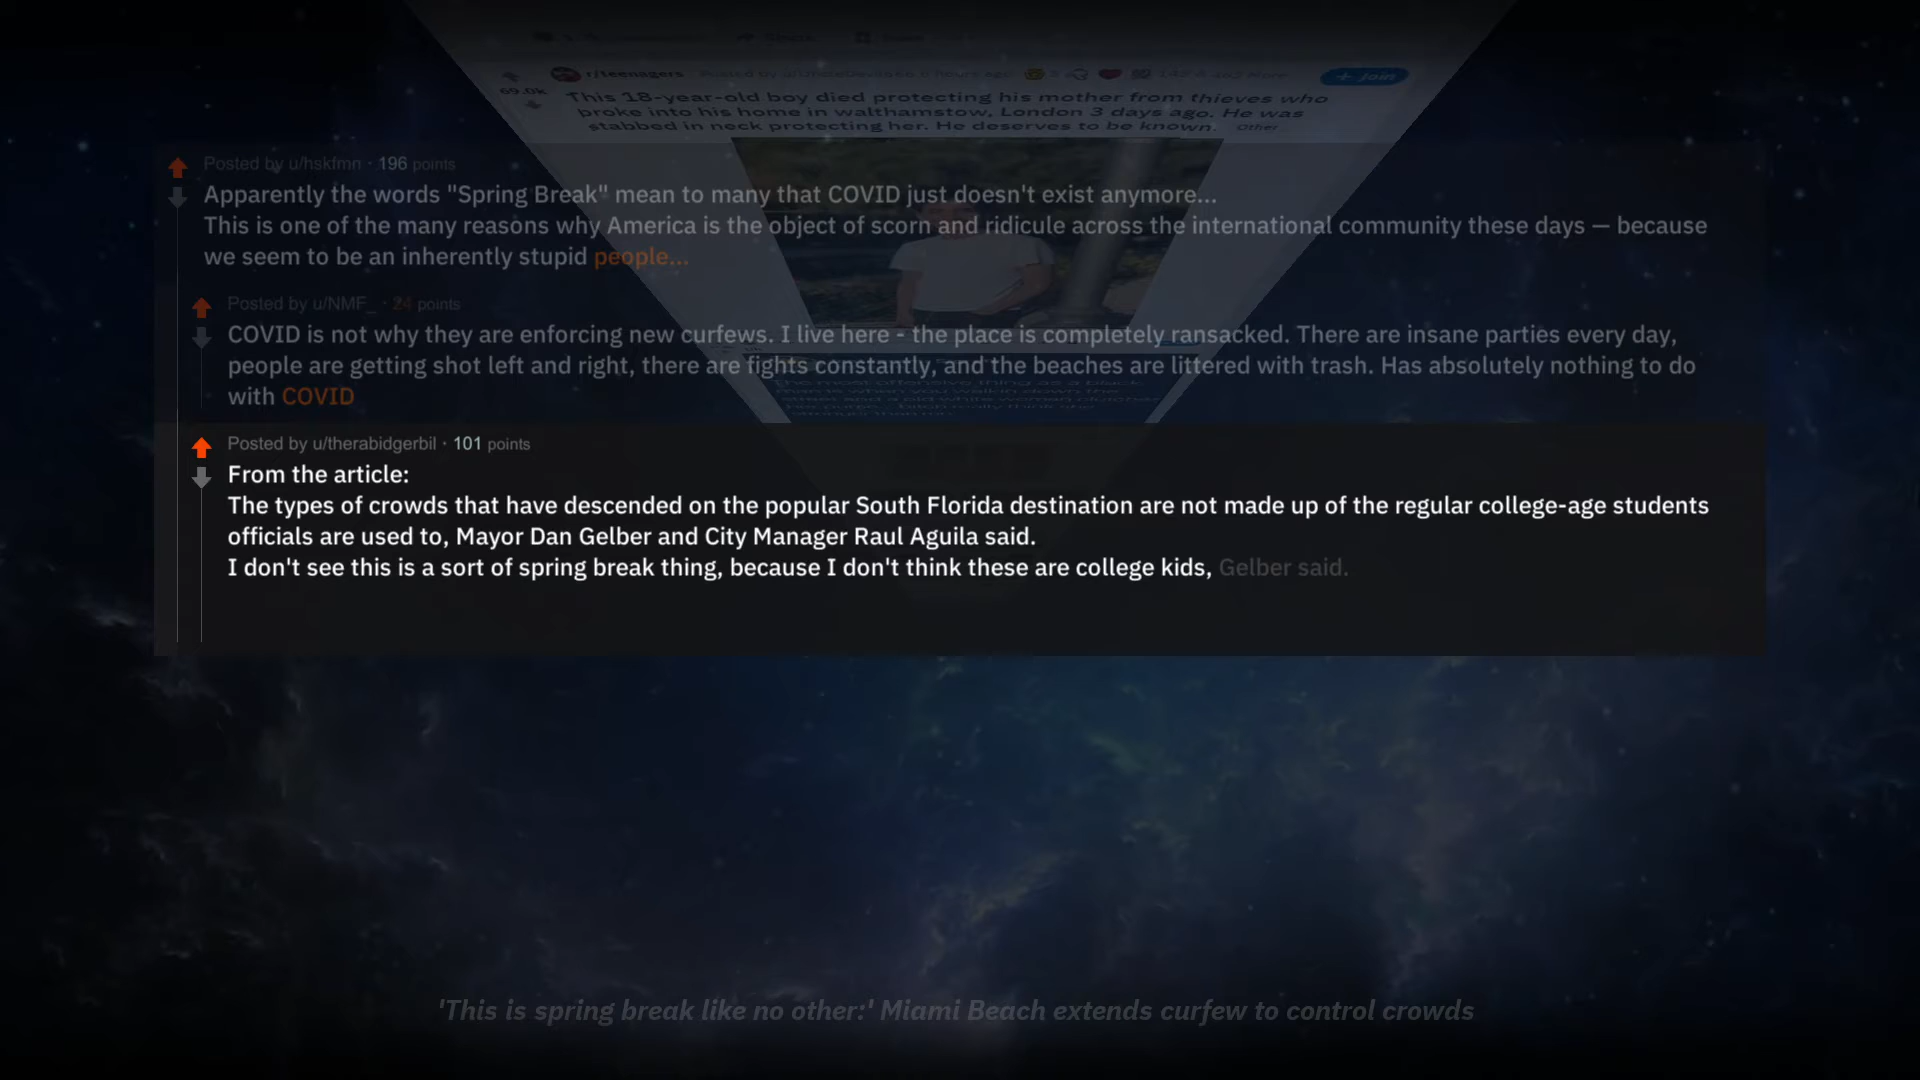 r/teenagers
69.0k
+ Join
This 18-year-old boy died protecting his mother from thieves who
broke into his home in walthamstow, London 3 days ago. He was
stabbed in neck protecting her. He deserves to be known. Other
Posted by u/hskfmn · 196 points
Apparently the words "Spring Break" mean to many that COVID just doesn't exist anymore...
This is one of the many reasons why America is the object of scorn and ridicule across the international community these days — because
we seem to be an inherently stupid people...
Posted by u/NMF_ · 24 points
COVID is not why they are enforcing new curfews. I live here - the place is completely ransacked. There are insane parties every day,
people are getting shot left and right, there are fights constantly, and the beaches are littered with trash. Has absolutely nothing to do
with COVID
Posted by u/therabidgerbil · 101 points
From the article:
The types of crowds that have descended on the popular South Florida destination are not made up of the regular college-age students
officials are used to, Mayor Dan Gelber and City Manager Raul Aguila said.
I don't see this is a sort of spring break thing, because I don't think these are college kids, Gelber said.
'This is spring break like no other:' Miami Beach extends curfew to control crowds